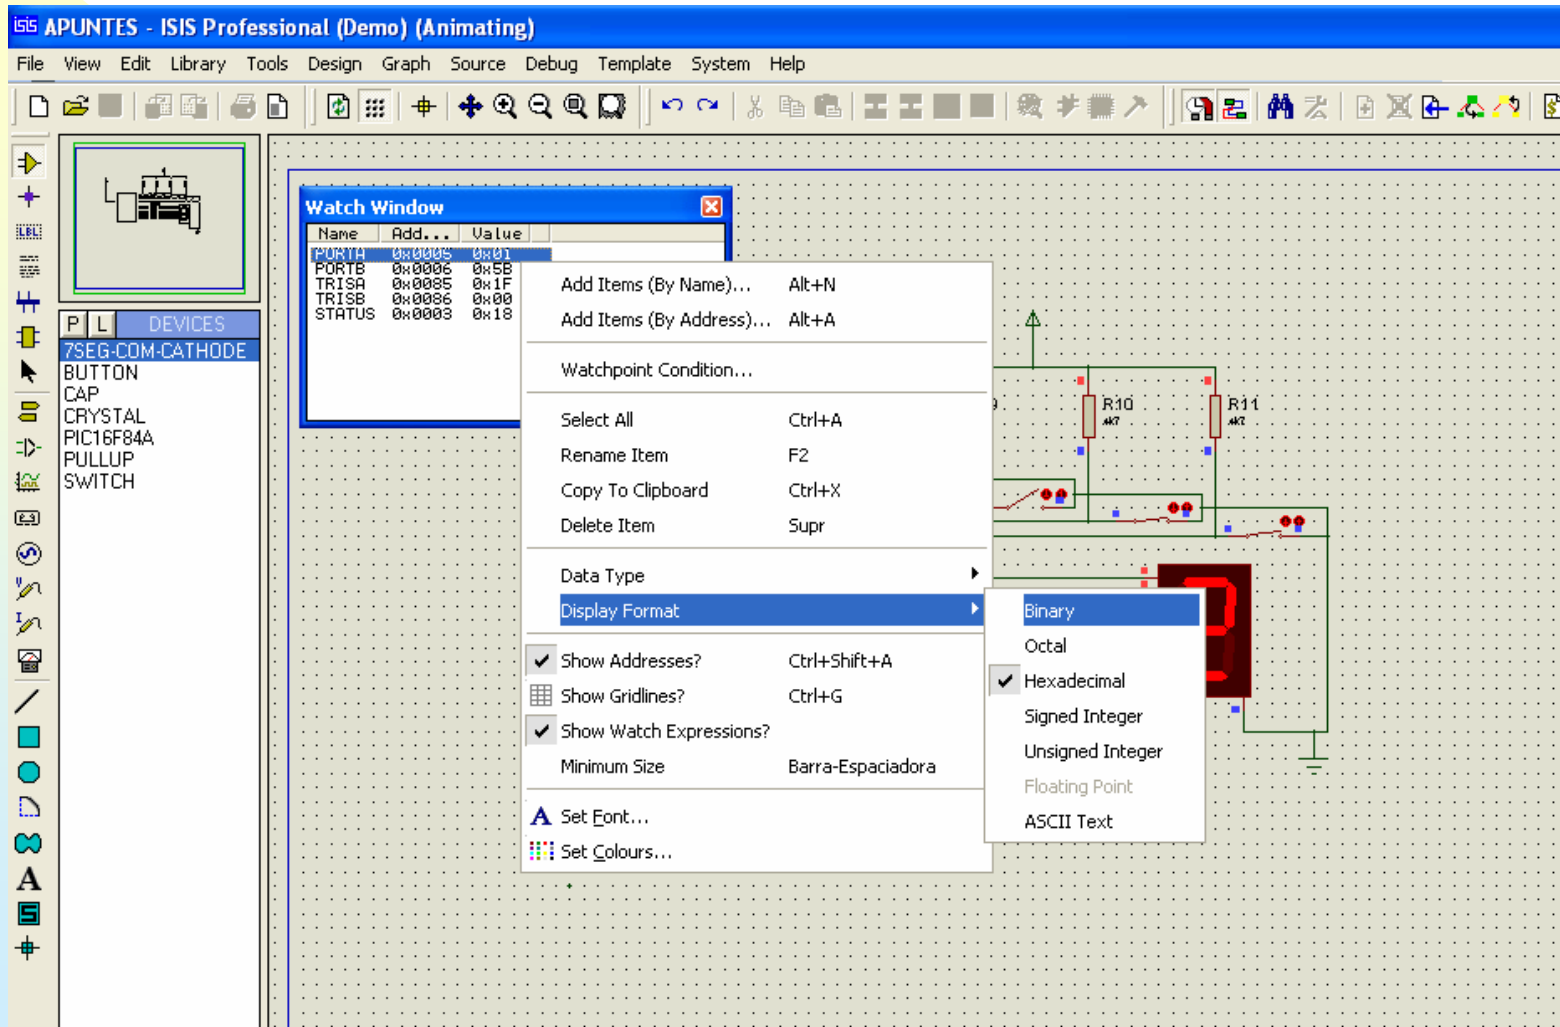 isis APUNTES - ISIS Professional (Demo) (Animating)
File View Edit Library Tools Design Graph Source Debug Template System Help
Watch Window
Name Add... Value
PORTA 0x0005 0x01
PORTB 0x0006 0x5B
TRISA 0x0085 0x1F
TRISB 0x0086 0x00
STATUS 0x0003 0x18
LBL
P L DEVICES
7SEG-COM-CATHODE
BUTTON
CAP
CRYSTAL
PIC16F84A
PULLUP
SWITCH
Add Items (By Name)... Alt+N
Add Items (By Address)... Alt+A
Watchpoint Condition...
Select All Ctrl+A
Rename Item F2
Copy To Clipboard Ctrl+X
Delete Item Supr
Data Type
Display Format
Show Addresses? Ctrl+Shift+A
Show Gridlines? Ctrl+G
Show Watch Expressions?
Minimum Size Barra-Espaciadora
A Set Font...
Set Colours...
Binary
Octal
Hexadecimal
Signed Integer
Unsigned Integer
Floating Point
ASCII Text
9 R10 R11
4K7 4K7
A
S